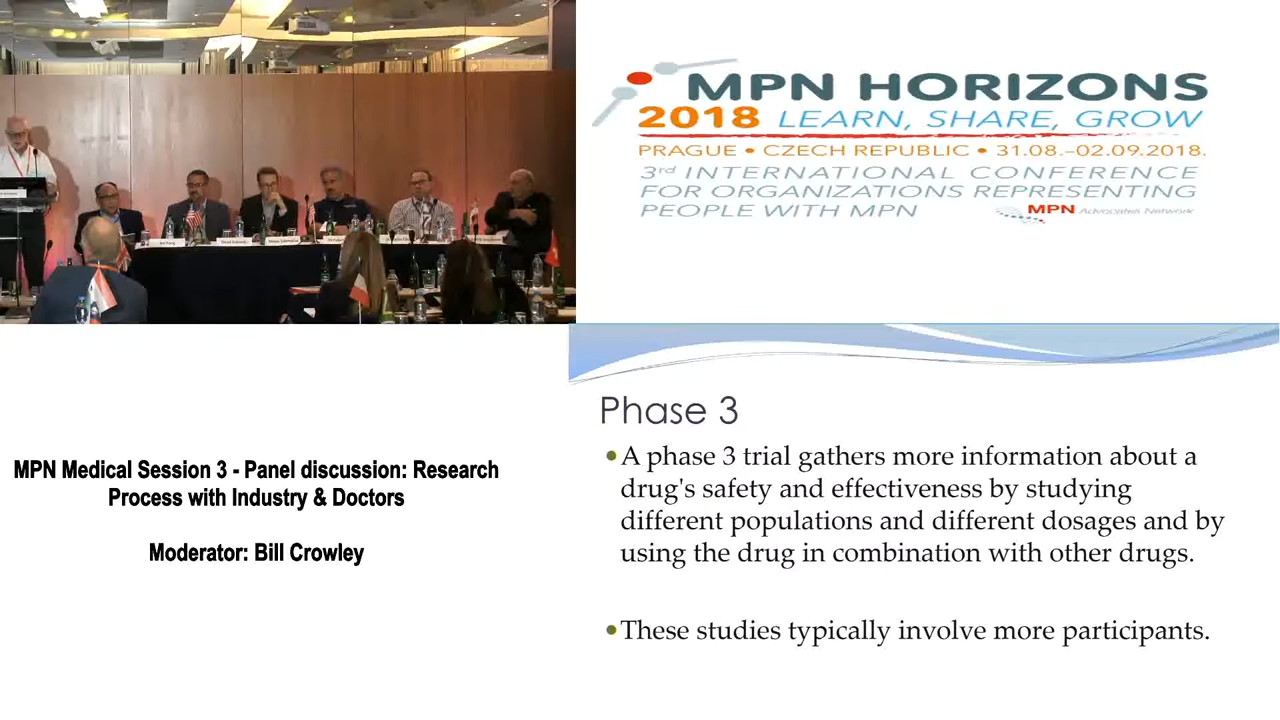 MPN HORIZONS
2018 LEARN, SHARE, GROW
PRAGUE • CZECH REPUBLIC • 31.08.–02.09.2018.
3rd INTERNATIONAL CONFERENCE
FOR ORGANIZATIONS REPRESENTING
PEOPLE WITH MPN
MPN Advocates Network
MPN Medical Session 3 - Panel discussion: Research
Process with Industry & Doctors
Moderator: Bill Crowley
Phase 3
•A phase 3 trial gathers more information about a
drug's safety and effectiveness by studying
different populations and different dosages and by
using the drug in combination with other drugs.
•These studies typically involve more participants.